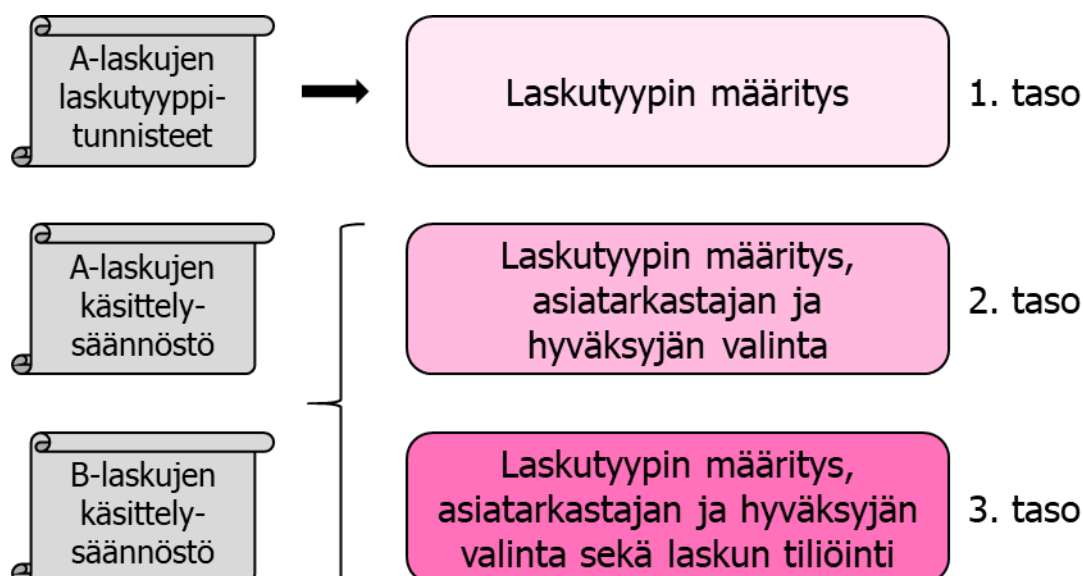 A-laskujen
laskutyyppi-
tunnisteet
Laskutyypin määritys
1. taso
A-laskujen
käsittely-
säännöstö
Laskutyypin määritys,
asiatarkastajan ja
hyväksyjän valinta
2. taso
B-laskujen
käsittely-
säännöstö
Laskutyypin määritys,
asiatarkastajan ja hyväksyjän
valinta sekä laskun tiliöinti
3. taso